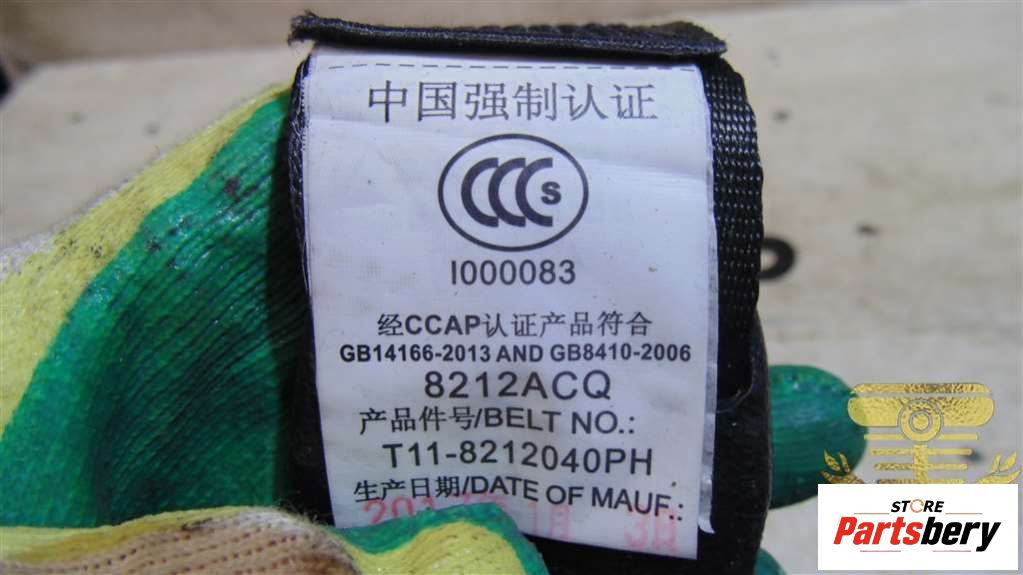 中国强制认证
CCCS
I000083
经CCAP认证产品符合
GB14166-2013 AND GB8410-2006
8212ACQ
产品件号/BELT NO.:
T11-8212040PH
生产日期/DATE OF MAUF.:
STORE
Partsbery